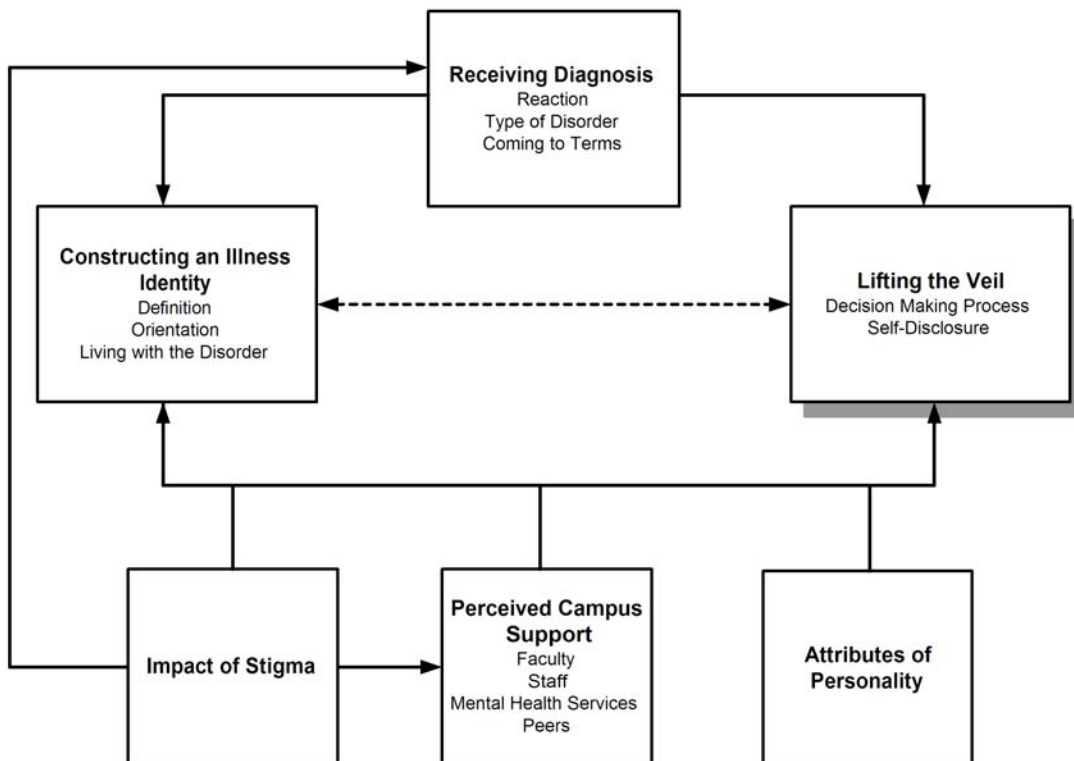 Receiving Diagnosis
Reaction
Type of Disorder
Coming to Terms
Constructing an Illness
Identity
Definition
Orientation
Living with the Disorder
Lifting the Veil
Decision Making Process
Self-Disclosure
Impact of Stigma
Perceived Campus
Support
Faculty
Staff
Mental Health Services
Peers
Attributes of
Personality